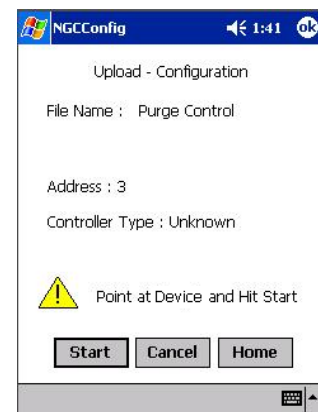 NGCConfig 1:41 ok
Upload - Configuration
File Name : Purge Control
Address : 3
Controller Type : Unknown
! Point at Device and Hit Start
Start Cancel Home